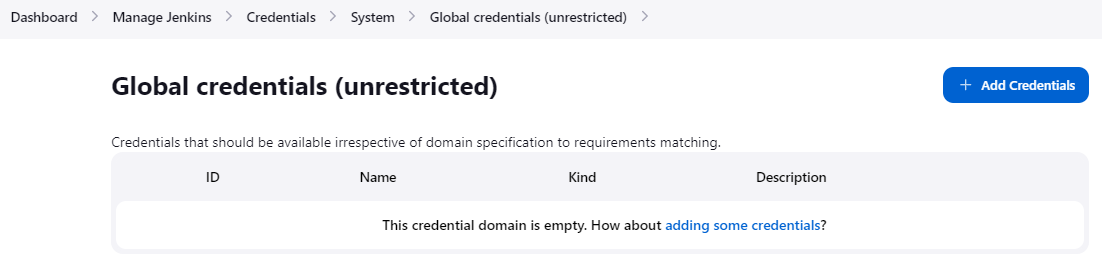 Dashboard > Manage Jenkins > Credentials > System > Global credentials (unrestricted) >
Global credentials (unrestricted)
+ Add Credentials
Credentials that should be available irrespective of domain specification to requirements matching.
ID Name Kind Description
This credential domain is empty. How about adding some credentials?